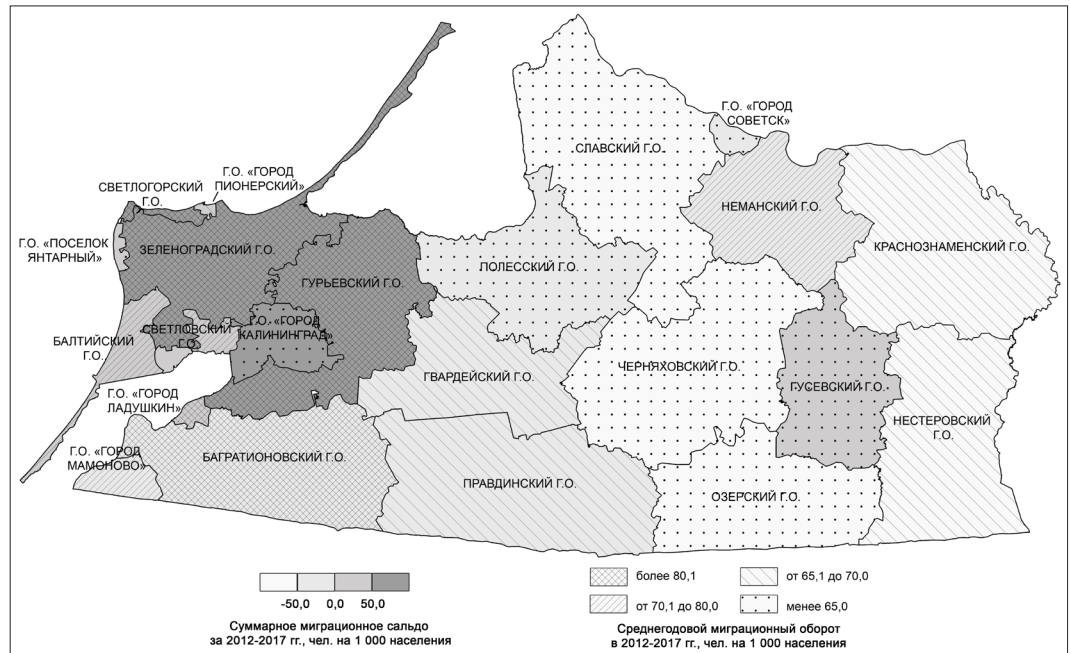 Г.О. «ГОРОД
СОВЕТСК»
СЛАВСКИЙ Г.О.
Г.О. «ГОРОД
ПИОНЕРСКИЙ»
СВЕТЛОГОРСКИЙ
Г.О.
НЕМАНСКИЙ Г.О.
Г.О. «ПОСЕЛОК
ЯНТАРНЫЙ»
ЗЕЛЕНОГРАДСКИЙ Г.О.
КРАСНОЗНАМЕНСКИЙ Г.О.
ПОЛЕССКИЙ Г.О.
ГУРЬЕВСКИЙ Г.О.
Г.О. «ГОРОД
КАЛИНИНГРАД»
СВЕТЛОВСКИЙ
Г.О.
БАЛТИЙСКИЙ
Г.О.
ЧЕРНЯХОВСКИЙ Г.О.
ГВАРДЕЙСКИЙ Г.О.
ГУСЕВСКИЙ Г.О.
Г.О. «ГОРОД
ЛАДУШКИН»
НЕСТЕРОВСКИЙ
Г.О.
Г.О. «ГОРОД
МАМОНОВО»
БАГРАТИОНОВСКИЙ Г.О.
ПРАВДИНСКИЙ Г.О.
ОЗЕРСКИЙ Г.О.
-50,0 0,0 50,0
Суммарное миграционное сальдо
за 2012-2017 гг., чел. на 1 000 населения
более 80,1
от 65,1 до 70,0
от 70,1 до 80,0
менее 65,0
Среднегодовой миграционный оборот
в 2012-2017 гг., чел. на 1 000 населения